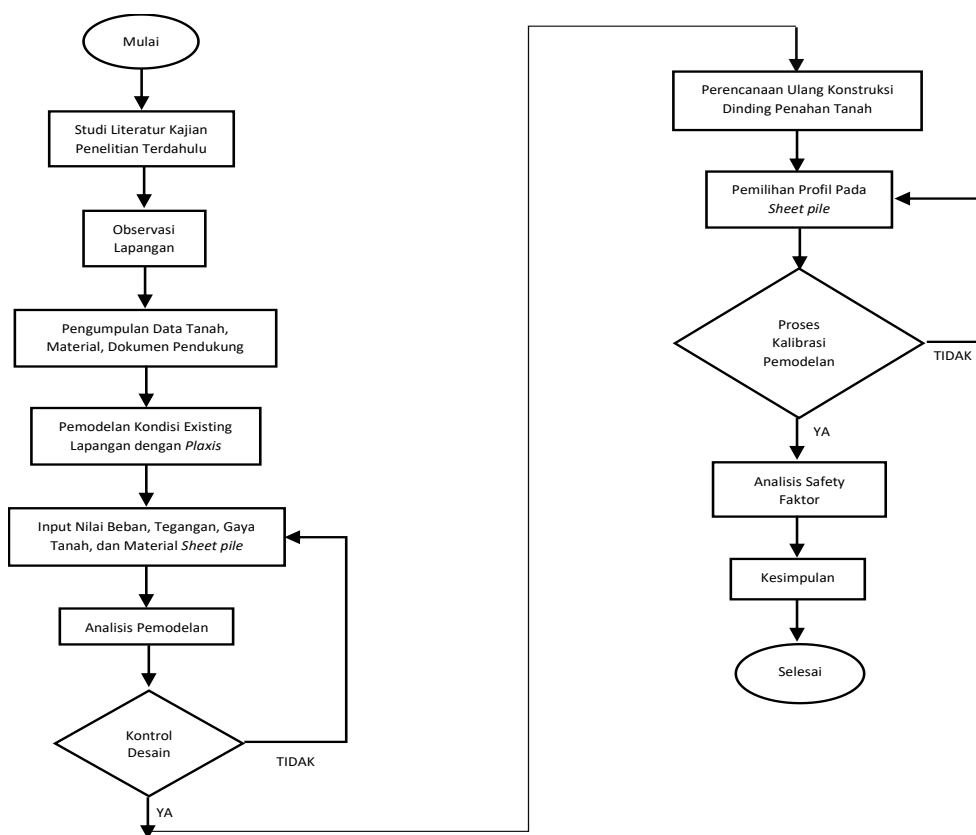 Mulai
Studi Literatur Kajian
Penelitian Terdahulu
Observasi
Lapangan
Pengumpulan Data Tanah,
Material, Dokumen Pendukung
Pemodelan Kondisi Existing
Lapangan dengan Plaxis
Input Nilai Beban, Tegangan, Gaya
Tanah, dan Material Sheet pile
Analisis Pemodelan
Kontrol
Desain
TIDAK
YA
Perencanaan Ulang Konstruksi
Dinding Penahan Tanah
Pemilihan Profil Pada
Sheet pile
Proses
Kalibrasi
Pemodelan
TIDAK
YA
Analisis Safety
Faktor
Kesimpulan
Selesai